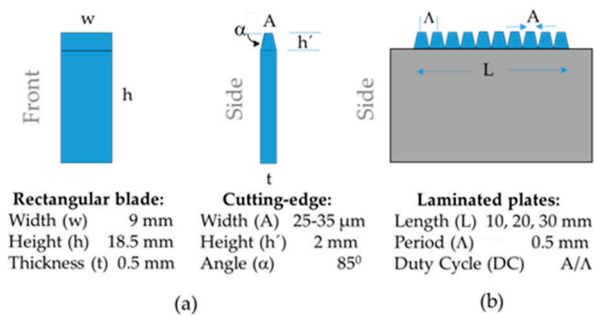 w
Front
h
A
α
h´
Side
t
Λ
A
L
Side
Rectangular blade:
Width (w) 9 mm
Height (h) 18.5 mm
Thickness (t) 0.5 mm
Cutting-edge:
Width (A) 25-35 μm
Height (h´) 2 mm
Angle (α) 85⁰
Laminated plates:
Length (L) 10, 20, 30 mm
Period (Λ) 0.5 mm
Duty Cycle (DC) A/Λ
(a)
(b)